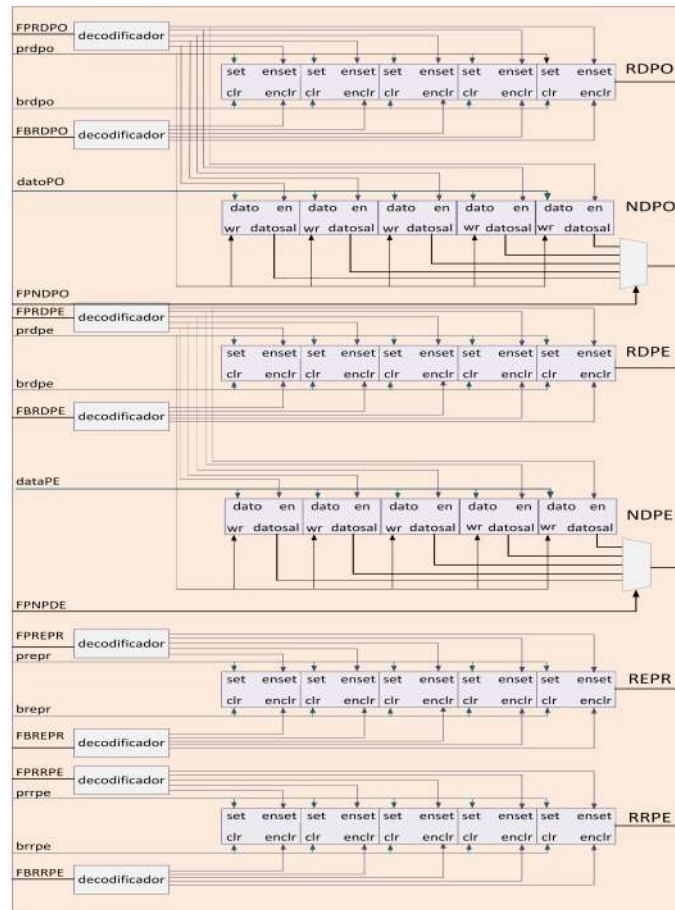 FPRDPO decodificador
prdpo
set enset set enset set enset set enset set enset RDPO
clr enclr clr enclr clr enclr clr enclr clr enclr
brdpo
FBRDPO decodificador
datoPO
dato en dato en dato en dato en dato en NDPO
wr datosal wr datosal wr datosal wr datosal wr datosal
FPNDPO
FPRDPE decodificador
prdpe
set enset set enset set enset set enset set enset RDPE
clr enclr clr enclr clr enclr clr enclr clr enclr
brdpe
FBRDPE decodificador
dataPE
dato en dato en dato en dato en dato en NDPE
wr datosal wr datosal wr datosal wr datosal wr datosal
FPNPDE
FPREPR decodificador
prepr
set enset set enset set enset set enset set enset REPR
clr enclr clr enclr clr enclr clr enclr clr enclr
brepr
FBREPR decodificador
FPRRPE decodificador
prrpe
set enset set enset set enset set enset set enset RRPE
clr enclr clr enclr clr enclr clr enclr clr enclr
brrpe
FBRRPE decodificador